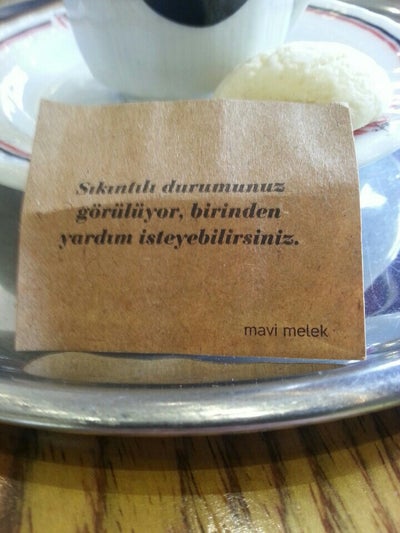 Sıkıntılı durumunuz
görülüyor, birinden
yardım isteyebilirsiniz.
mavi melek